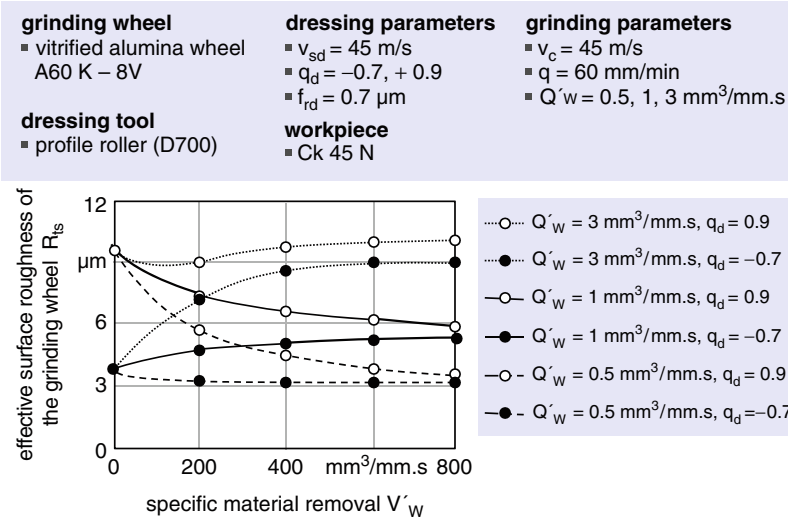 grinding wheel
▪ vitrified alumina wheel
A60 K – 8V
dressing tool
▪ profile roller (D700)
dressing parameters
▪ v_sd = 45 m/s
▪ q_d = –0.7, + 0.9
▪ f_rd = 0.7 µm
workpiece
▪ Ck 45 N
grinding parameters
▪ v_c = 45 m/s
▪ q = 60 mm/min
▪ Q´w = 0.5, 1, 3 mm³/mm.s
effective surface roughness of
the grinding wheel R_ts
12
µm
6
3
0
0 200 400 mm³/mm.s 800
specific material removal V´_W
Q´_W = 3 mm³/mm.s, q_d = 0.9
Q´_W = 3 mm³/mm.s, q_d = –0.7
Q´_W = 1 mm³/mm.s, q_d = 0.9
Q´_W = 1 mm³/mm.s, q_d = –0.7
Q´_W = 0.5 mm³/mm.s, q_d = 0.9
Q´_W = 0.5 mm³/mm.s, q_d =–0.7